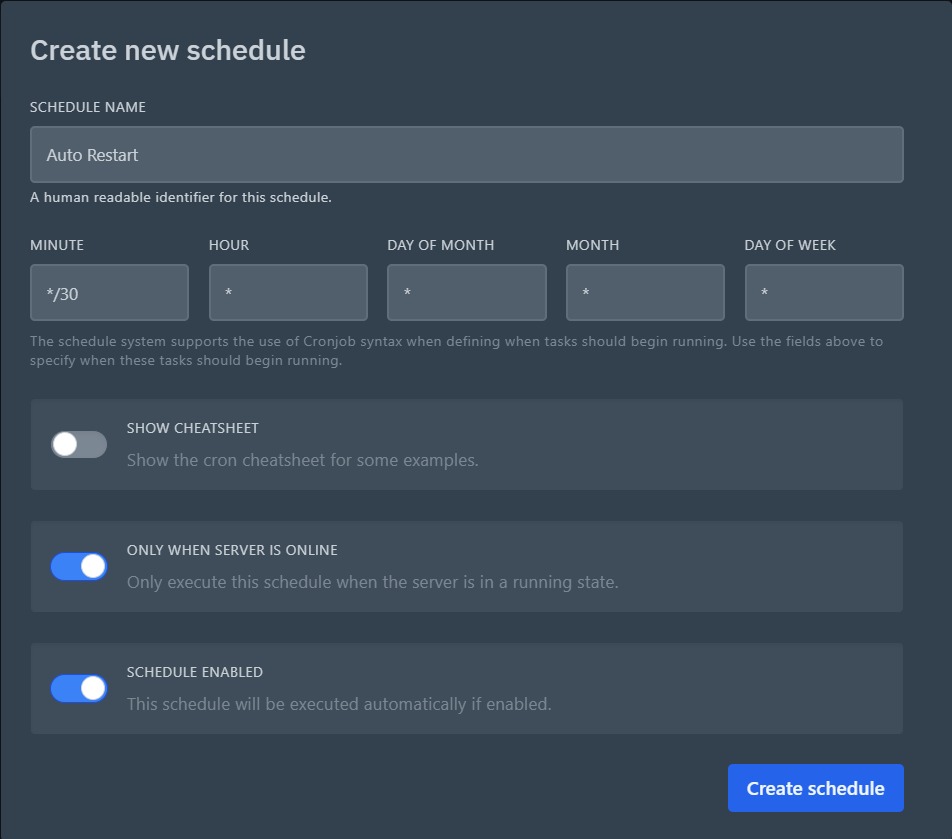 Create new schedule
SCHEDULE NAME
Auto Restart
A human readable identifier for this schedule.
MINUTE HOUR DAY OF MONTH MONTH DAY OF WEEK
*/30 * * * *
The schedule system supports the use of Cronjob syntax when defining when tasks should begin running. Use the fields above to
specify when these tasks should begin running.
SHOW CHEATSHEET
Show the cron cheatsheet for some examples.
ONLY WHEN SERVER IS ONLINE
Only execute this schedule when the server is in a running state.
SCHEDULE ENABLED
This schedule will be executed automatically if enabled.
Create schedule